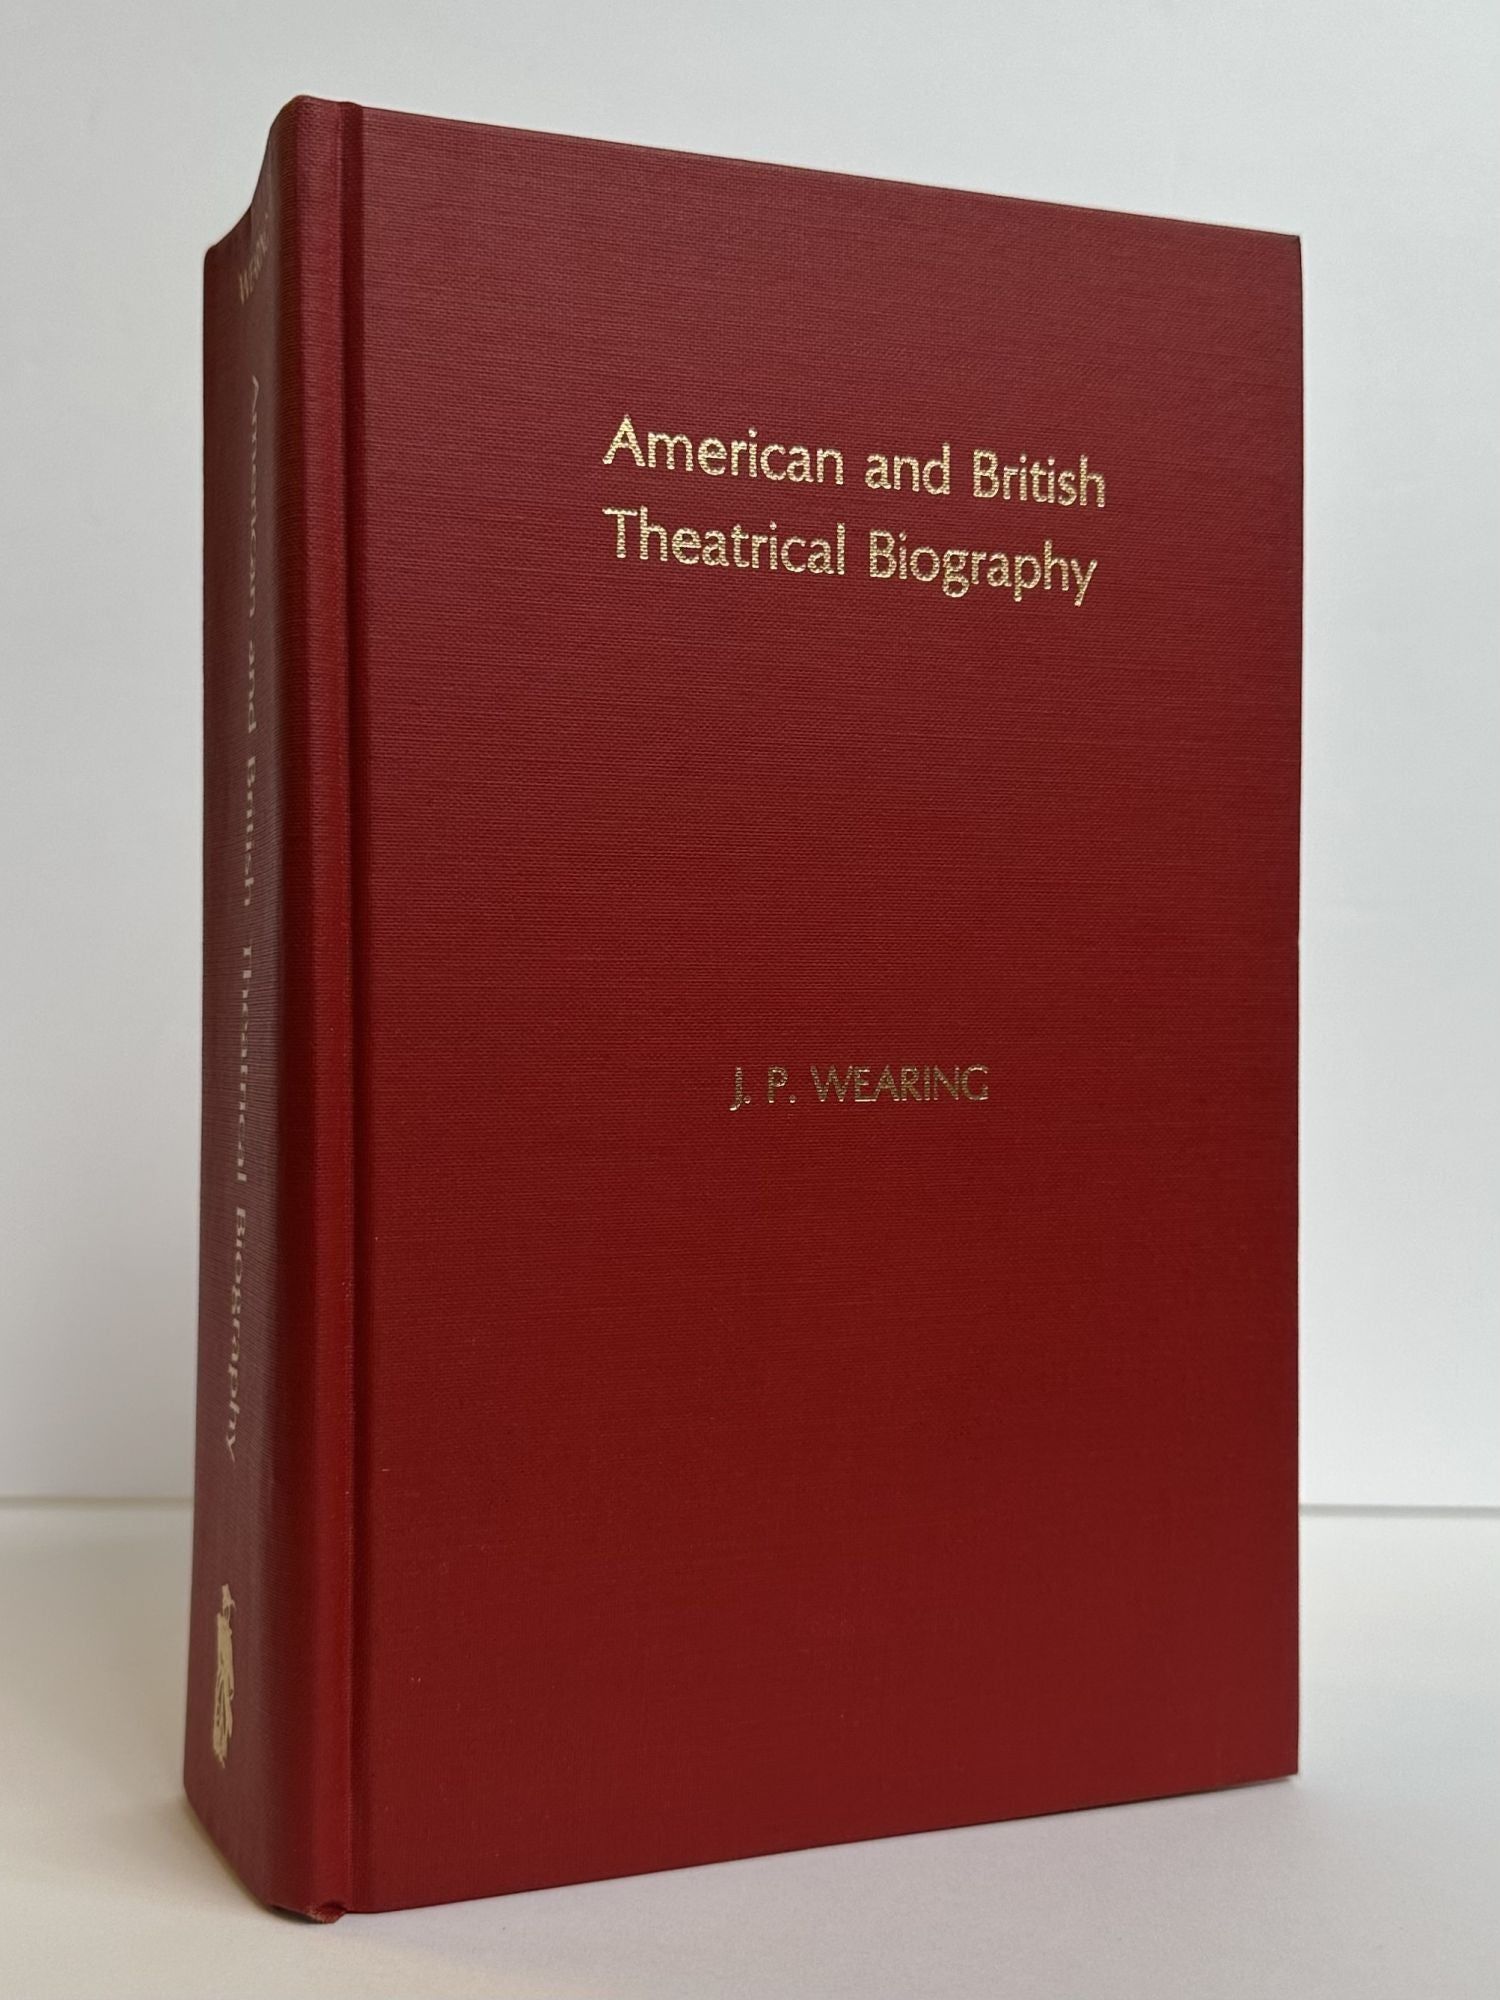 American and British
Theatrical Biography
J. P. WEARING
American and British Theatrical Biography